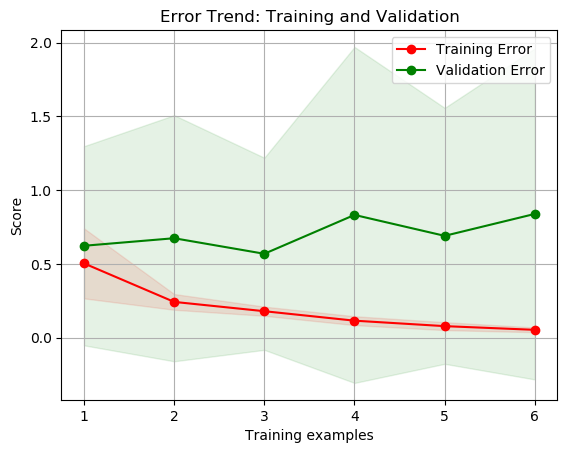 Error Trend: Training and Validation
Training Error
Validation Error
2.0
1.5
1.0
0.5
0.0
Score
1 2 3 4 5 6
Training examples